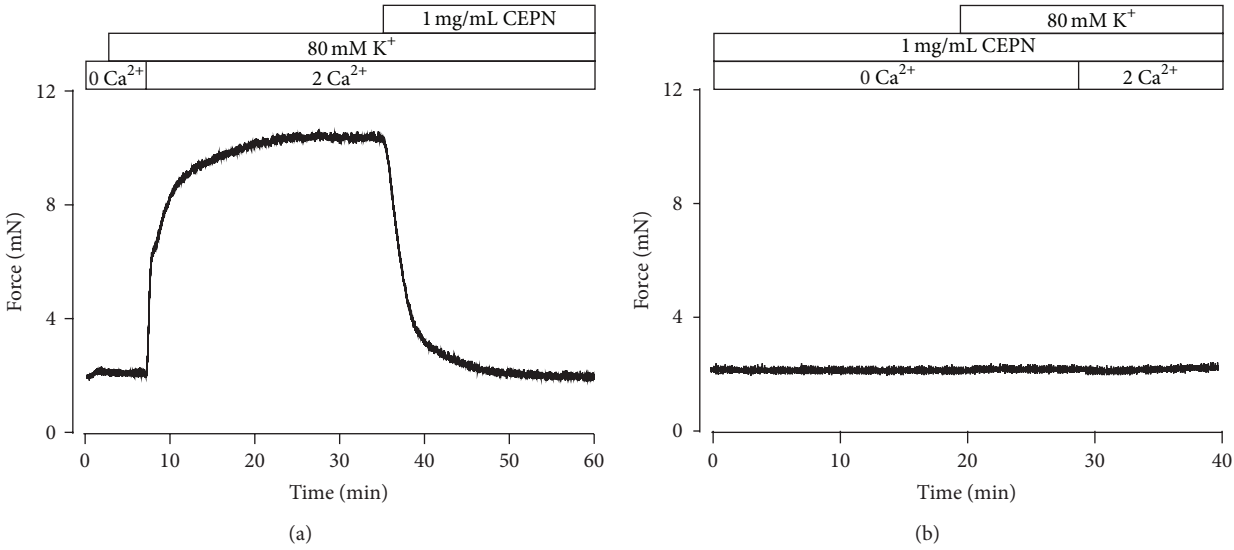 1 mg/mL CEPN
80 mM K+
0 Ca2+ 2 Ca2+
12
8
4
0
Force (mN)
0 10 20 30 40 50 60
Time (min)
(a)
80 mM K+
1 mg/mL CEPN
0 Ca2+ 2 Ca2+
12
8
4
0
Force (mN)
0 10 20 30 40
Time (min)
(b)